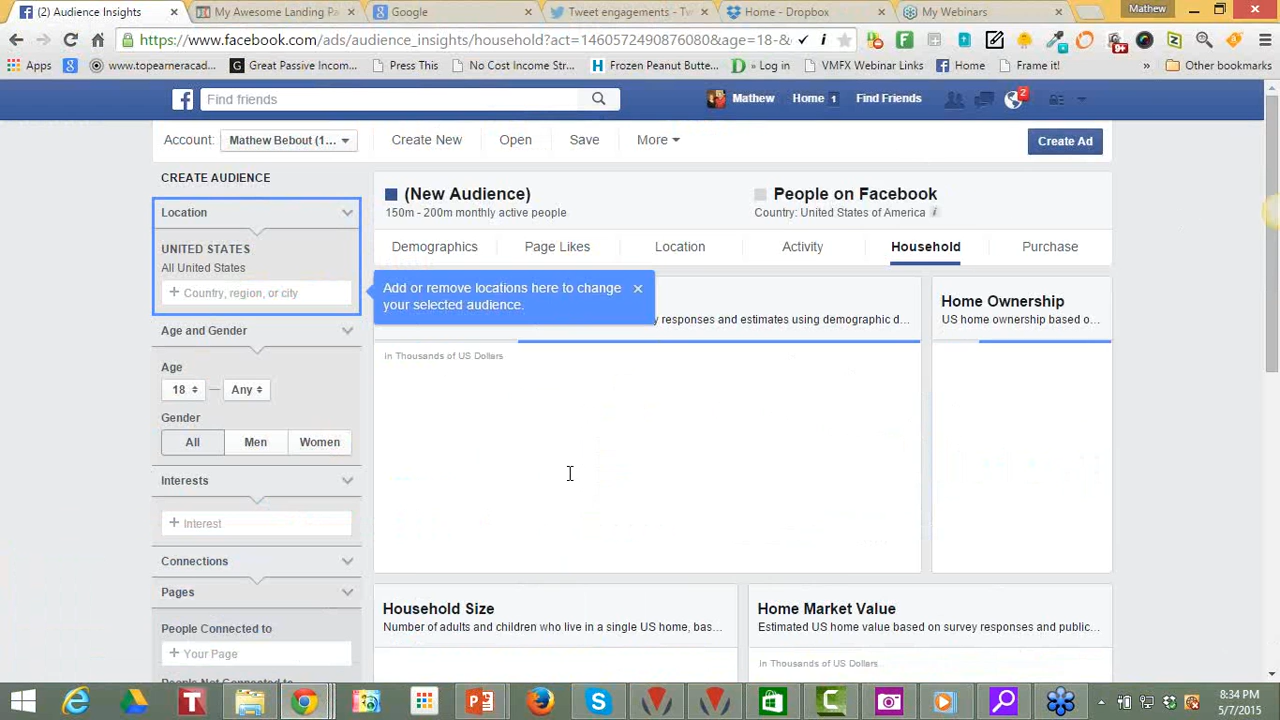 (2) Audience Insights
My Awesome Landing Pa
Google
Tweet engagements - Tw
Home - Dropbox
My Webinars
Mathew
https://www.facebook.com/ads/audience_insights/household?act=1460572490876080&age=18-&
9+
Apps
www.topearneracad...
Great Passive Incom...
Press This
No Cost Income Str...
Frozen Peanut Butte...
» Log in
VMFX Webinar Links
Home
Frame it!
»
Other bookmarks
Find friends
Mathew
Home 1
Find Friends
2
Account:
Mathew Bebout (1...
Create New
Open
Save
More
Create Ad
CREATE AUDIENCE
Location
UNITED STATES
All United States
+ Country, region, or city
Age and Gender
Age
18 — Any
Gender
All
Men
Women
Interests
+ Interest
Connections
Pages
People Connected to
+ Your Page
(New Audience)
150m - 200m monthly active people
People on Facebook
Country: United States of America
Demographics
Page Likes
Location
Activity
Household
Purchase
Add or remove locations here to change
your selected audience.
y responses and estimates using demographic d...
in Thousands of US Dollars
Home Ownership
US home ownership based o...
Household Size
Number of adults and children who live in a single US home, bas...
Home Market Value
Estimated US home value based on survey responses and public...
In Thousands of US Dollars
8:34 PM
5/7/2015